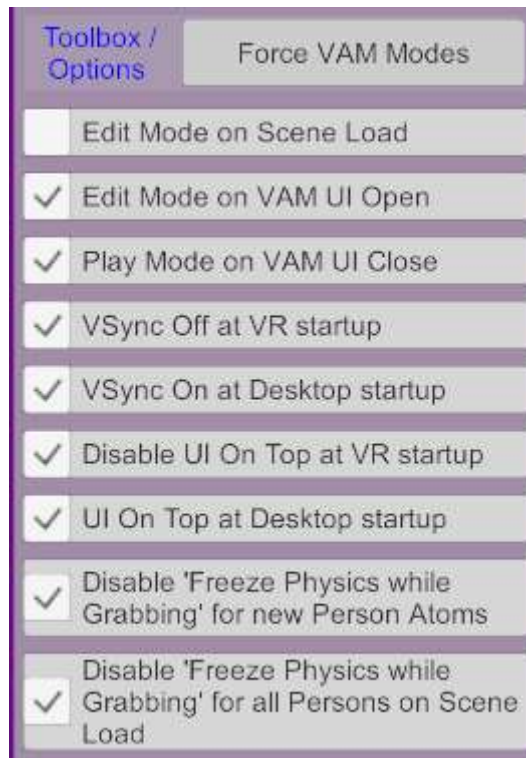 Toolbox /
Options
Force VAM Modes
Edit Mode on Scene Load
Edit Mode on VAM UI Open
Play Mode on VAM UI Close
VSync Off at VR startup
VSync On at Desktop startup
Disable UI On Top at VR startup
UI On Top at Desktop startup
Disable 'Freeze Physics while
Grabbing' for new Person Atoms
Disable 'Freeze Physics while
Grabbing' for all Persons on Scene
Load